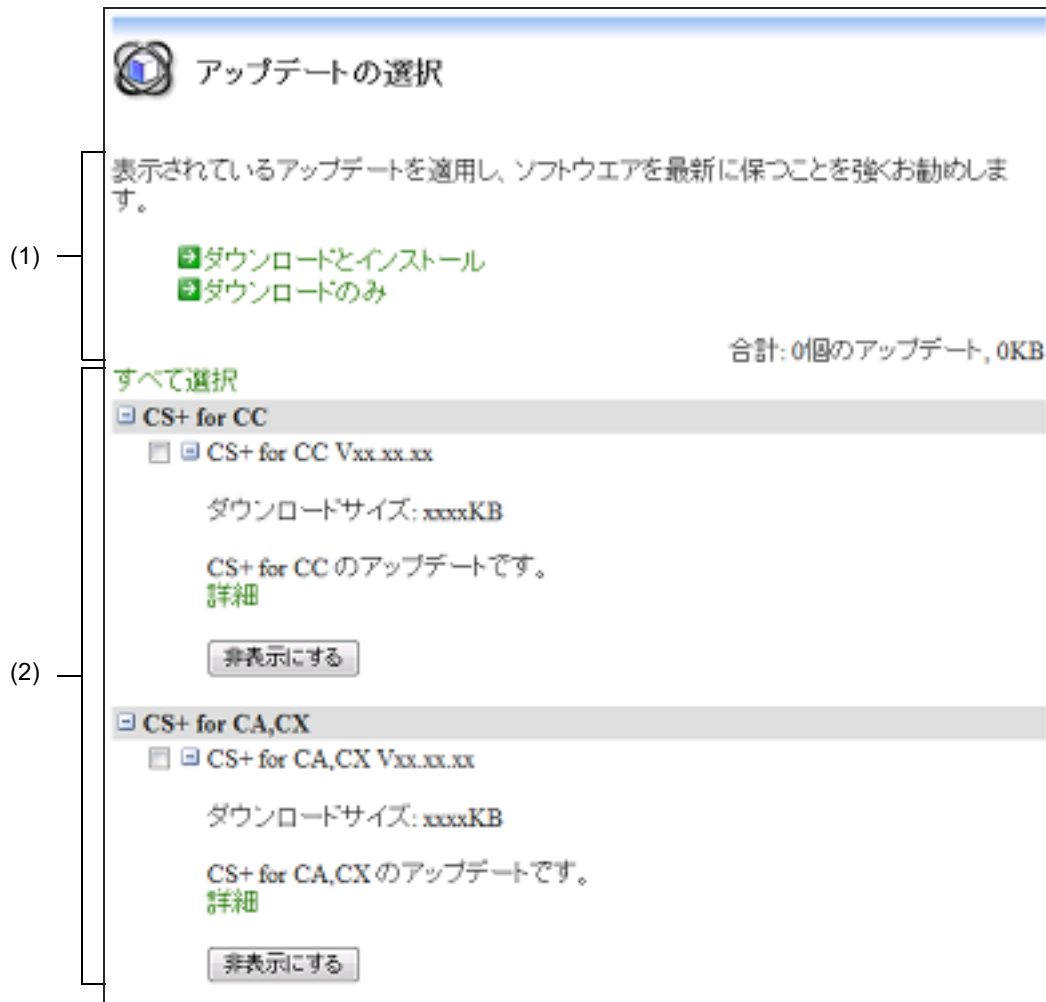 アップデートの選択
(1)
表示されているアップデートを適用し、ソフトウエアを最新に保つことを強くお勧めしま
す。
ダウンロードとインストール
ダウンロードのみ
合計: 0個のアップデート, 0KB
(2)
すべて選択
CS+ for CC
CS+ for CC Vxx.xx.xx
ダウンロードサイズ: xxxxKB
CS+ for CC のアップデートです。
詳細
非表示にする
CS+ for CA,CX
CS+ for CA,CX Vxx.xx.xx
ダウンロードサイズ: xxxxKB
CS+ for CA,CX のアップデートです。
詳細
非表示にする